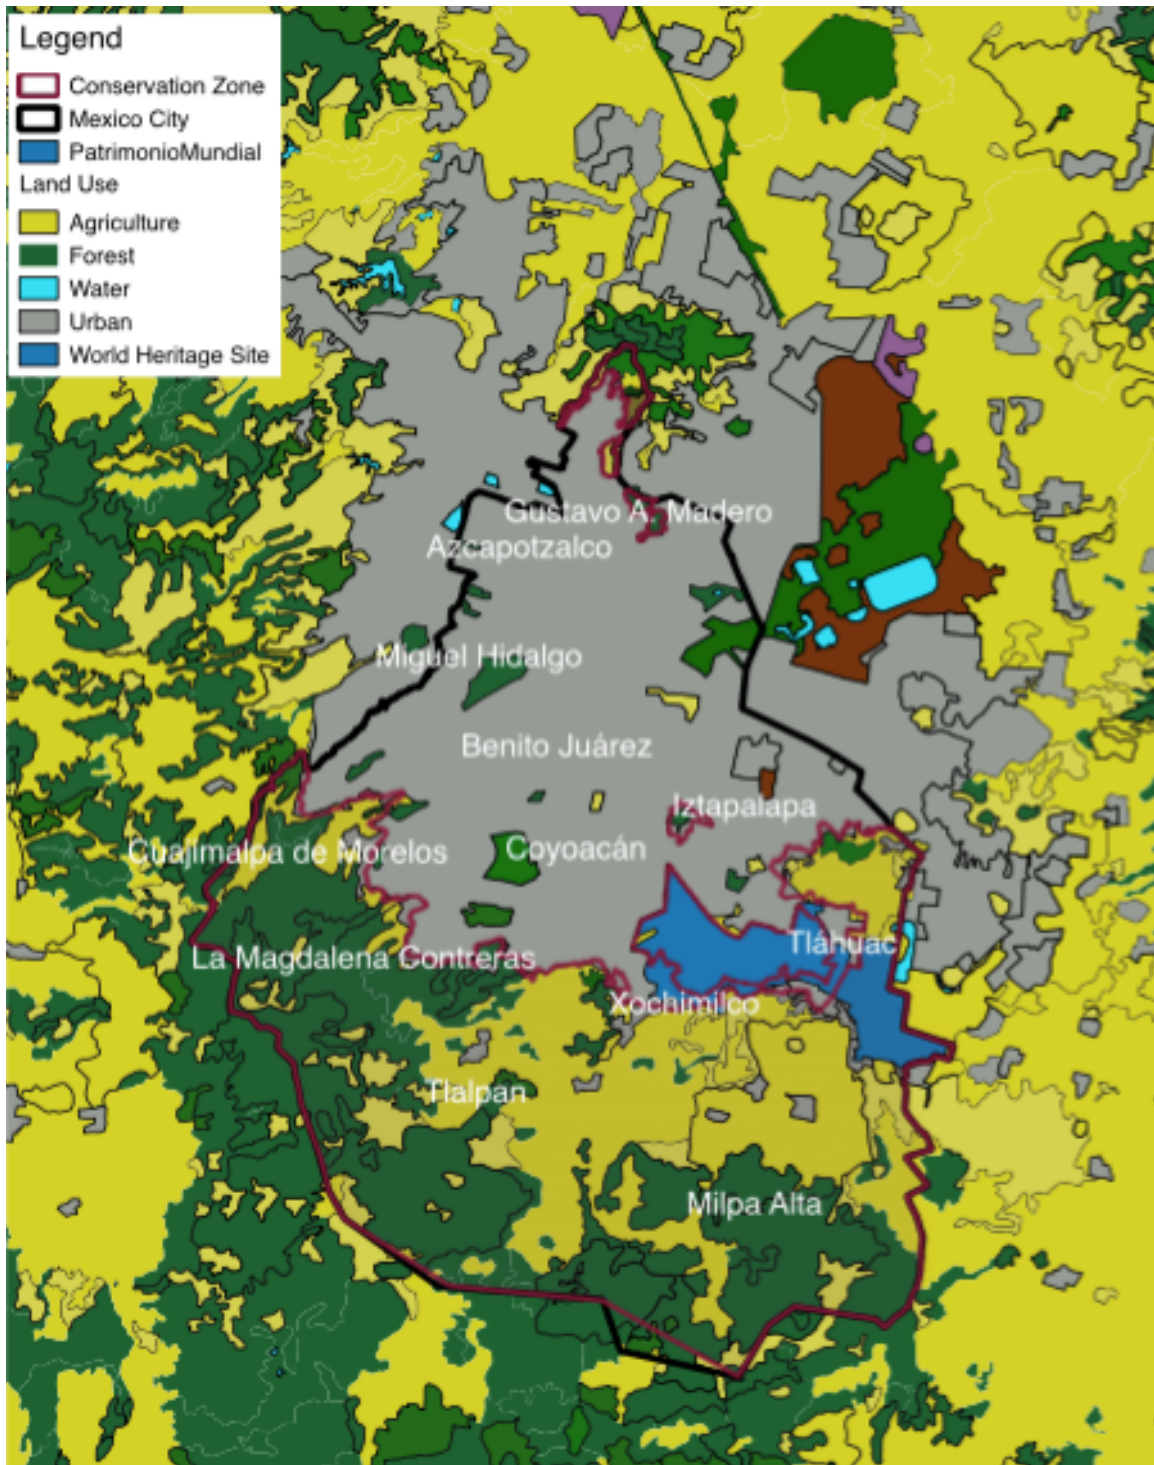 Legend
Conservation Zone
Mexico City
PatrimonioMundial
Land Use
Agriculture
Forest
Water
Urban
World Heritage Site
Gustavo A. Madero
Azcapotzalco
Miguel Hidalgo
Benito Juárez
Iztapalapa
Cuajimalpa de Morelos
Coyoacán
Tláhuac
La Magdalena Contreras
Xochimilco
Tlalpan
Milpa Alta